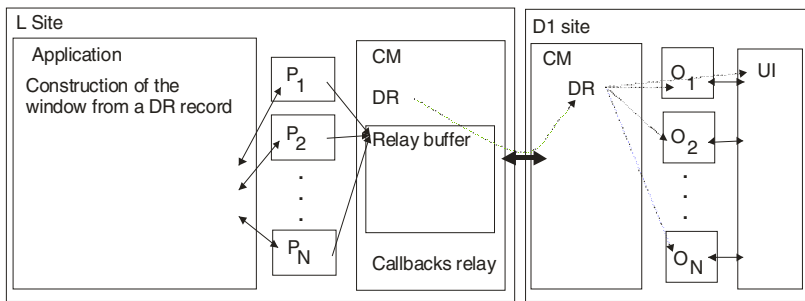 L Site
Application
Construction of the
window from a DR record
P1
P2
.
.
.
PN
CM
DR
Relay buffer
Callbacks relay
D1 site
CM
DR
O1
O2
.
.
.
ON
UI